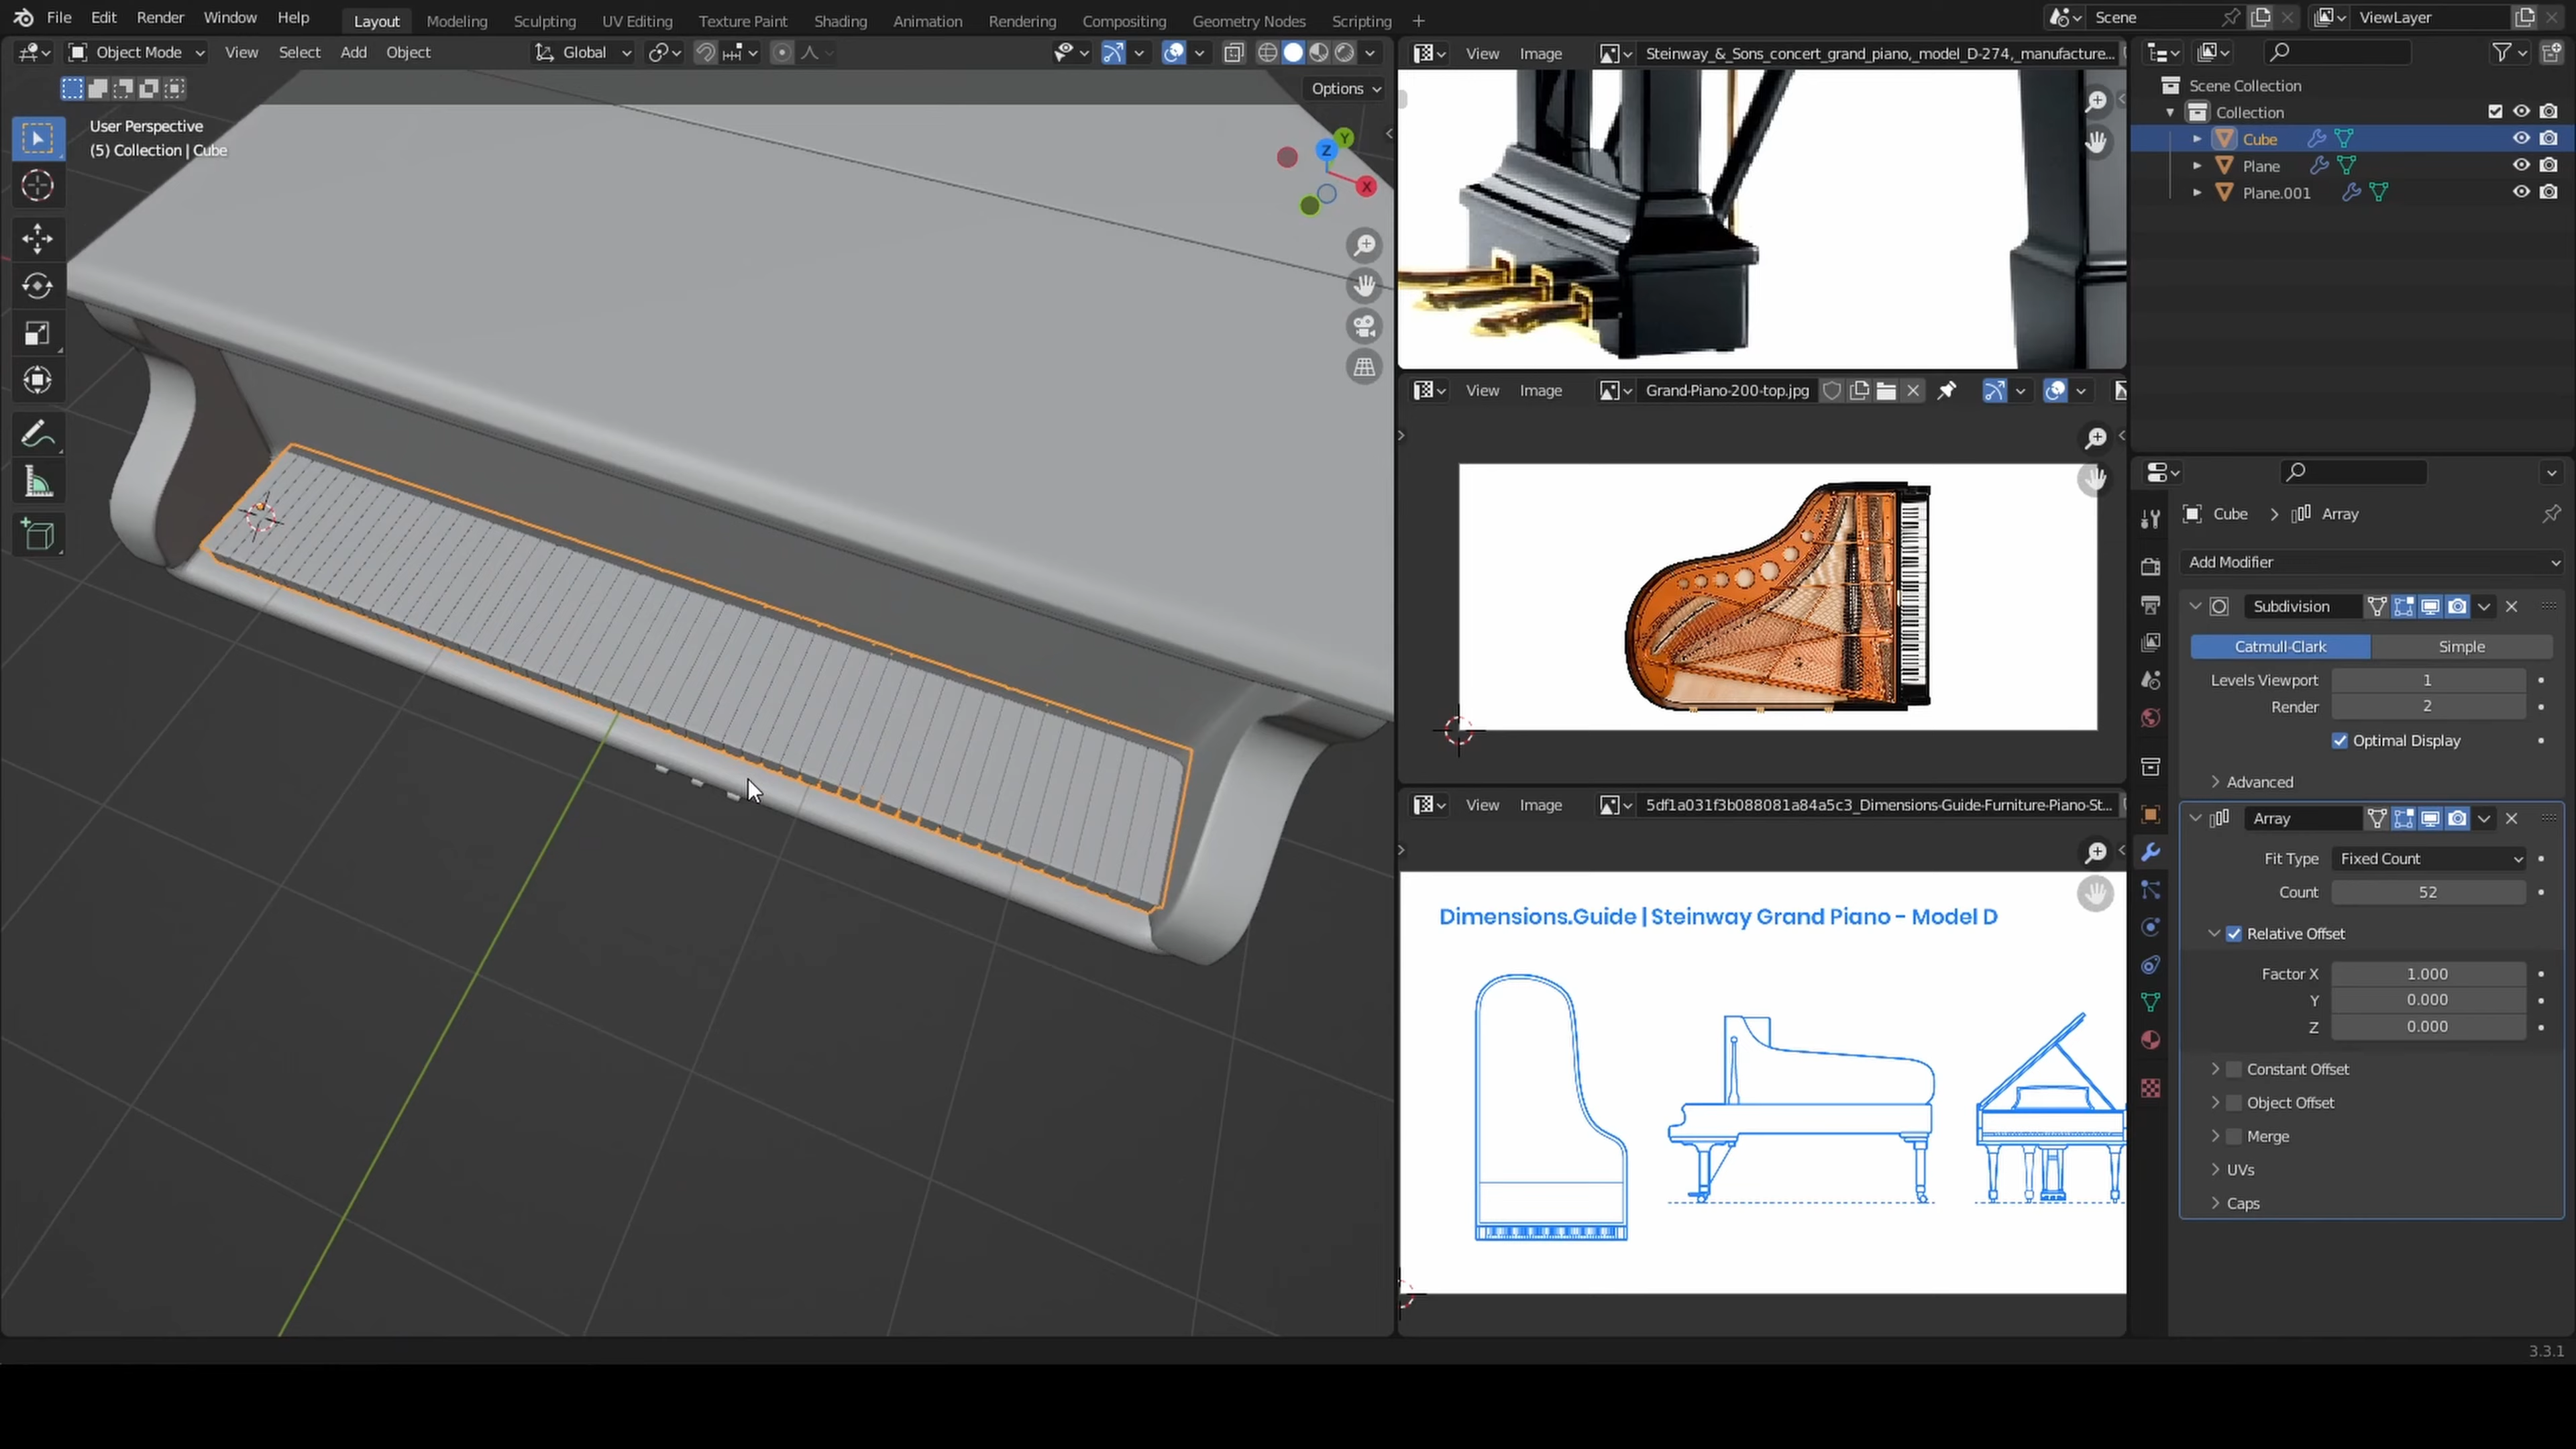 File Edit Render Window Help Layout Modeling Sculpting UV Editing Texture Paint Shading Animation Rendering Compositing Geometry Nodes Scripting + Scene ViewLayer
Object Mode View Select Add Object Global
Options
User Perspective
(5) Collection | Cube
Z
Y
X
View Image Steinway_&_Sons_concert_grand_piano,_model_D-274,_manufacture...
View Image Grand-Piano-200-top.jpg
View Image 5df1a031f3b088081a84a5c3_Dimensions-Guide-Furniture-Piano-St...
Dimensions.Guide | Steinway Grand Piano - Model D
Scene Collection
Collection
Cube
Plane
Plane.001
Cube > Array
Add Modifier
Subdivision
Catmull-Clark Simple
Levels Viewport 1
Render 2
Optimal Display
Advanced
Array
Fit Type Fixed Count
Count 52
Relative Offset
Factor X 1.000
Y 0.000
Z 0.000
Constant Offset
Object Offset
Merge
UVs
Caps
3.3.1